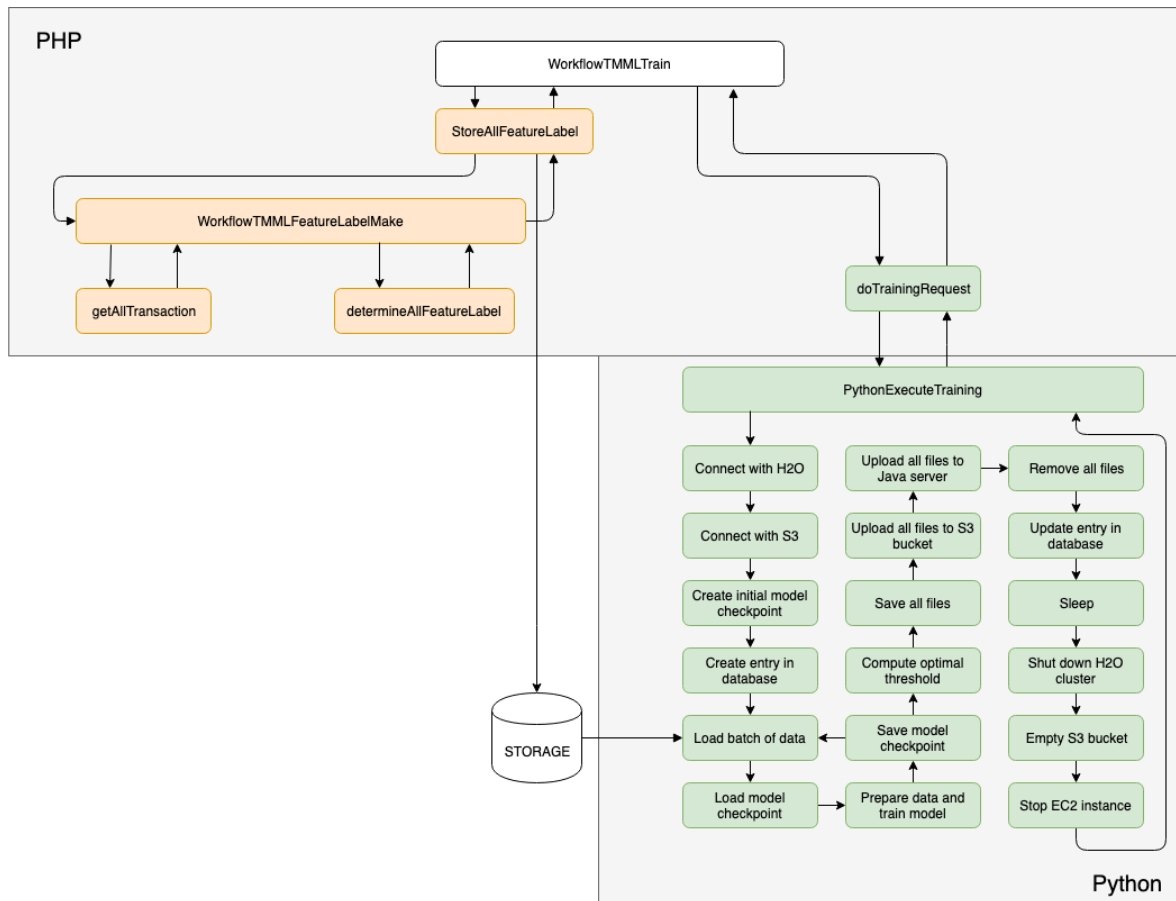 PHP
WorkflowTMMLTrain
StoreAllFeatureLabel
WorkflowTMMLFeatureLabelMake
getAllTransaction
determineAllFeatureLabel
doTrainingRequest
PythonExecuteTraining
Connect with H2O
Connect with S3
Create initial model
checkpoint
Create entry in
database
STORAGE
Load batch of data
Load model
checkpoint
Prepare data and
train model
Save model
checkpoint
Compute optimal
threshold
Save all files
Upload all files to S3
bucket
Upload all files to
Java server
Remove all files
Update entry in
database
Sleep
Shut down H2O
cluster
Empty S3 bucket
Stop EC2 instance
Python